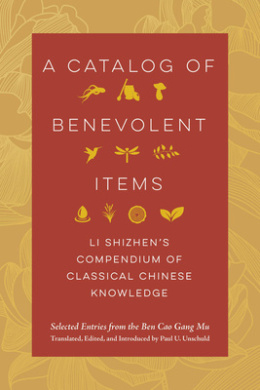 A CATALOG OF
BENEVOLENT
ITEMS
LI SHIZHEN'S
COMPENDIUM OF
CLASSICAL CHINESE
KNOWLEDGE
Selected Entries from the Ben Cao Gang Mu
Translated, Edited, and Introduced by Paul U. Unschuld